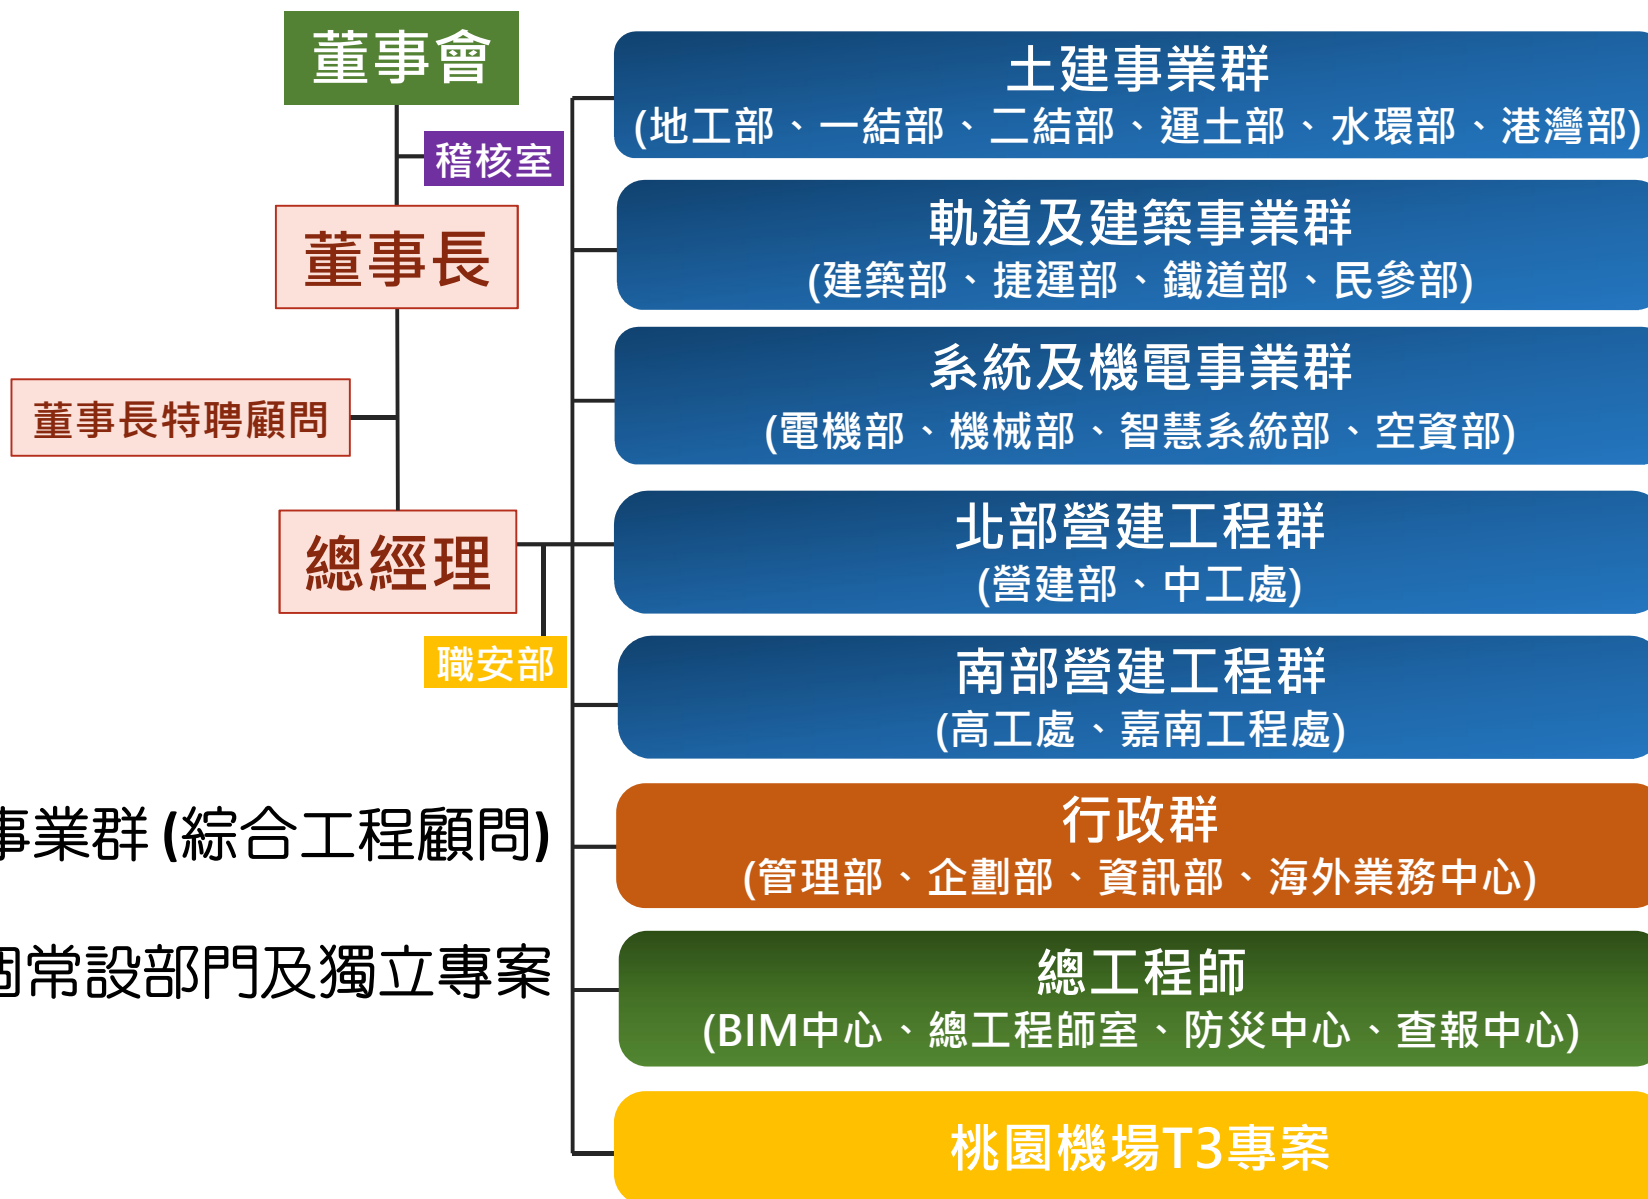 董事會
稽核室
董事長
董事長特聘顧問
總經理
職安部
事業群 (綜合工程顧問)
個常設部門及獨立專案
土建事業群
(地工部、一結部、二結部、運土部、水環部、港灣部)
軌道及建築事業群
(建築部、捷運部、鐵道部、民參部)
系統及機電事業群
(電機部、機械部、智慧系統部、空資部)
北部營建工程群
(營建部、中工處)
南部營建工程群
(高工處、嘉南工程處)
行政群
(管理部、企劃部、資訊部、海外業務中心)
總工程師
(BIM中心、總工程師室、防災中心、查報中心)
桃園機場T3專案